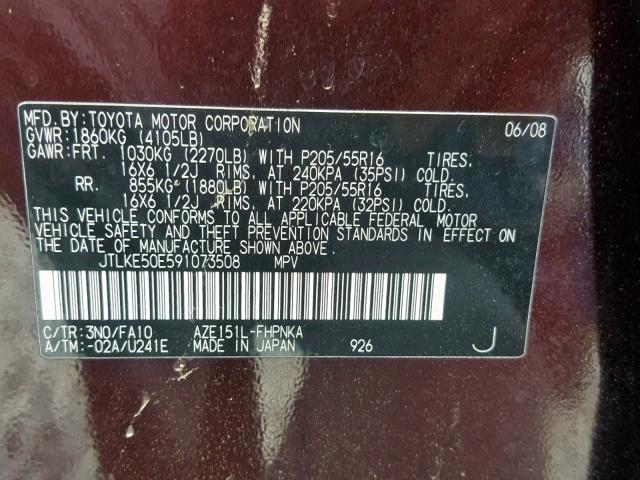 MFD.BY:TOYOTA MOTOR CORPORATION 06/08
GVWR:1860KG (4105LB)
GAWR:FRT. 1030KG (2270LB) WITH P205/55R16 TIRES,
16X6 1/2J RIMS, AT 240KPA (35PSI) COLD.
RR. 855KG (1880LB) WITH P205/55R16 TIRES,
16X6 1/2J RIMS, AT 220KPA (32PSI) COLD.
THIS VEHICLE CONFORMS TO ALL APPLICABLE FEDERAL MOTOR
VEHICLE SAFETY AND THEFT PREVENTION STANDARDS IN EFFECT ON
THE DATE OF MANUFACTURE SHOWN ABOVE.
JTLKE50E591073508 MPV
C/TR:3N0/FA10 AZE151L-FHPNKA
A/TM:-02A/U241E MADE IN JAPAN 926 J